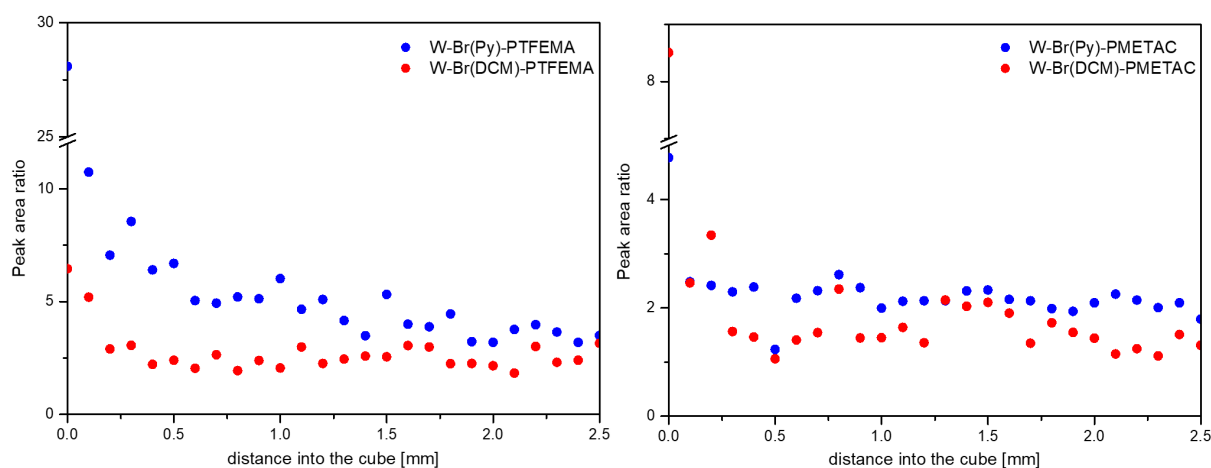 30
25
10
5
0
Peak area ratio
W-Br(Py)-PTFEMA
W-Br(DCM)-PTFEMA
0.0 0.5 1.0 1.5 2.0 2.5
distance into the cube [mm]
8
4
2
0
Peak area ratio
W-Br(Py)-PMETAC
W-Br(DCM)-PMETAC
0.0 0.5 1.0 1.5 2.0 2.5
distance into the cube [mm]